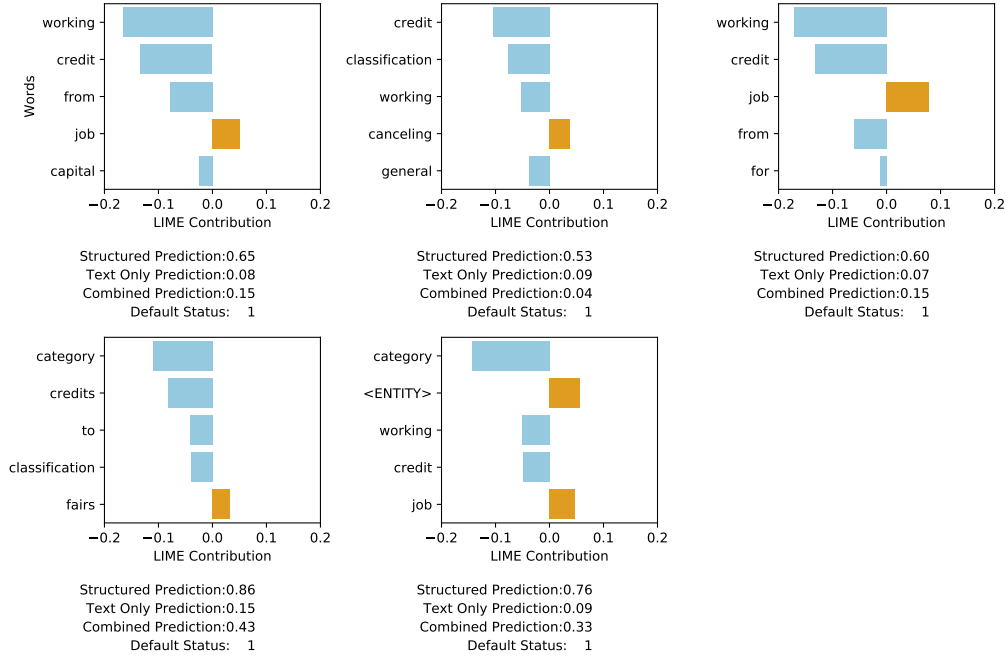 Words
working
credit
from
job
capital
−0.2 −0.1 0.0 0.1 0.2
LIME Contribution
Structured Prediction:0.65
Text Only Prediction:0.08
Combined Prediction:0.15
Default Status: 1
credit
classification
working
canceling
general
−0.2 −0.1 0.0 0.1 0.2
LIME Contribution
Structured Prediction:0.53
Text Only Prediction:0.09
Combined Prediction:0.04
Default Status: 1
working
credit
job
from
for
−0.2 −0.1 0.0 0.1 0.2
LIME Contribution
Structured Prediction:0.60
Text Only Prediction:0.07
Combined Prediction:0.15
Default Status: 1
category
credits
to
classification
fairs
−0.2 −0.1 0.0 0.1 0.2
LIME Contribution
Structured Prediction:0.86
Text Only Prediction:0.15
Combined Prediction:0.43
Default Status: 1
category
<ENTITY>
working
credit
job
−0.2 −0.1 0.0 0.1 0.2
LIME Contribution
Structured Prediction:0.76
Text Only Prediction:0.09
Combined Prediction:0.33
Default Status: 1